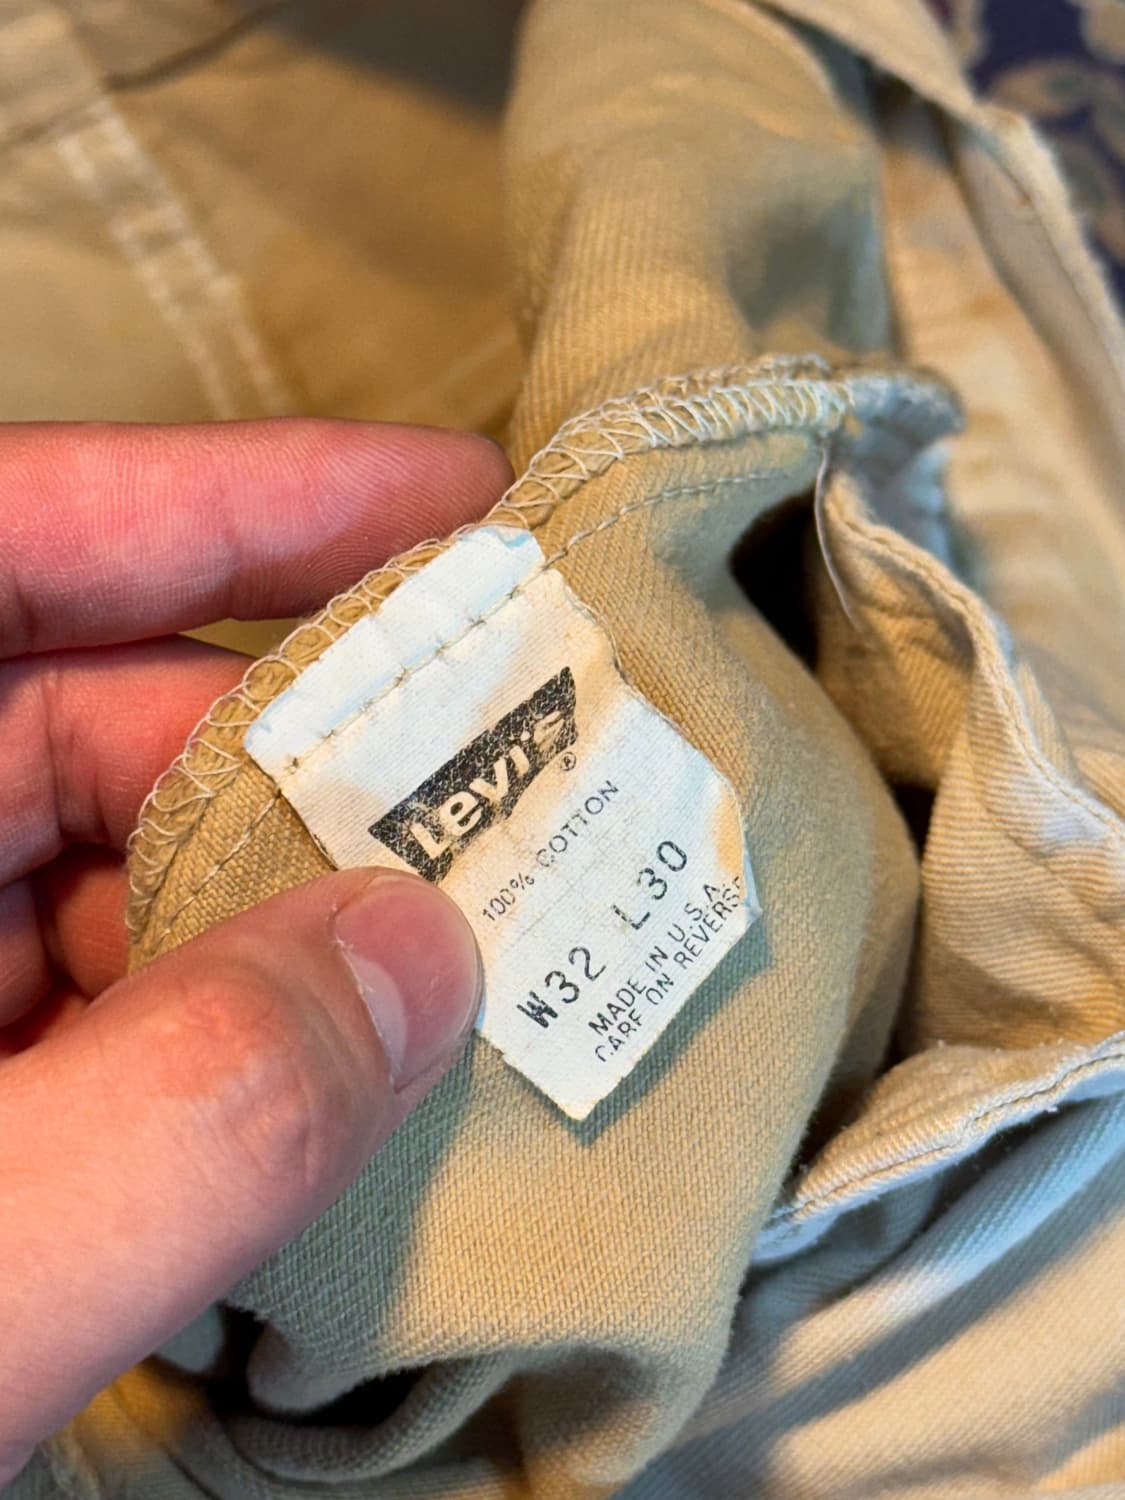 Levi's®
100% COTTON
W32 L30
MADE IN U.S.A.
CARE ON REVERSE